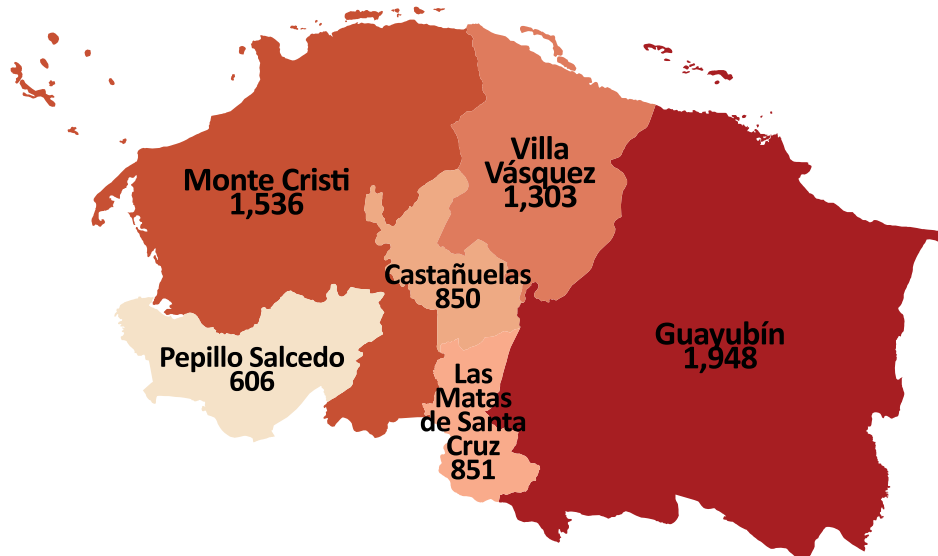 Villa
Vásquez
1,303
Monte Cristi
1,536
Castañuelas
850
Guayubín
1,948
Pepillo Salcedo
606
Las
Matas
de Santa
Cruz
851